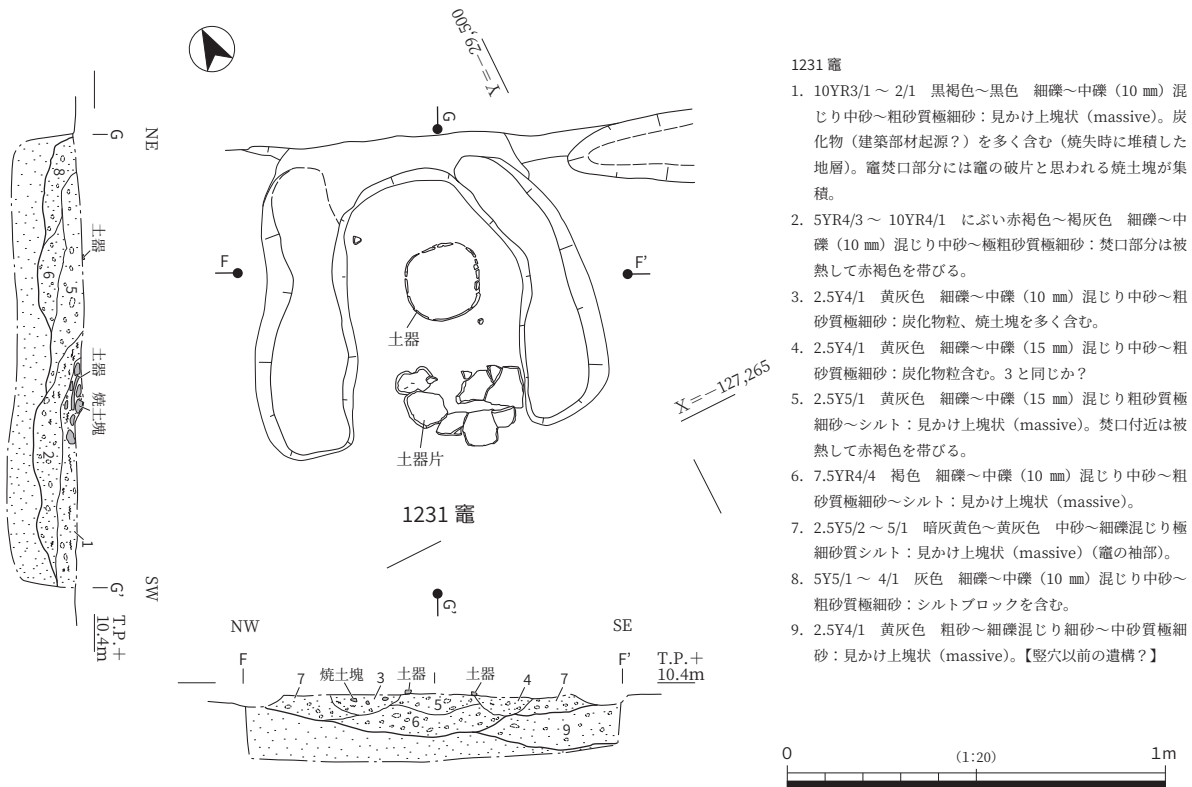 Y＝−29,500
G
F
F’
土器
土器片
X＝−127,265
1231 竈
G’
G
NE
8
土器
6
5
土器
焼土塊
2
1
G’
SW
T.P.＋
10.4m
NW
SE
F
F’
T.P.＋
10.4m
7
焼土塊
3
土器
土器
4
7
5
6
9
1231 竈
1. 10YR3/1 ～ 2/1　黒褐色～黒色　細礫～中礫（10 ㎜）混
じり中砂～粗砂質極細砂：見かけ上塊状（massive）。炭
化物（建築部材起源？）を多く含む（焼失時に堆積した
地層）。竈焚口部分には竈の破片と思われる焼土塊が集
積。
2. 5YR4/3 ～ 10YR4/1　にぶい赤褐色～褐灰色　細礫～中
礫（10 ㎜）混じり中砂～極粗砂質極細砂：焚口部分は被
熱して赤褐色を帯びる。
3. 2.5Y4/1　黄灰色　細礫～中礫（10 ㎜）混じり中砂～粗
砂質極細砂：炭化物粒、焼土塊を多く含む。
4. 2.5Y4/1　黄灰色　細礫～中礫（15 ㎜）混じり中砂～粗
砂質極細砂：炭化物粒含む。3 と同じか？
5. 2.5Y5/1　黄灰色　細礫～中礫（15 ㎜）混じり粗砂質極
細砂～シルト：見かけ上塊状（massive）。焚口付近は被
熱して赤褐色を帯びる。
6. 7.5YR4/4　褐色　細礫～中礫（10 ㎜）混じり中砂～粗
砂質極細砂～シルト：見かけ上塊状（massive）。
7. 2.5Y5/2 ～ 5/1　暗灰黄色～黄灰色　中砂～細礫混じり極
細砂質シルト：見かけ上塊状（massive）（竈の袖部）。
8. 5Y5/1 ～ 4/1　灰色　細礫～中礫（10 ㎜）混じり中砂～
粗砂質極細砂：シルトブロックを含む。
9. 2.5Y4/1　黄灰色　粗砂～細礫混じり細砂～中砂質極細
砂：見かけ上塊状（massive）。【竪穴以前の遺構？】
0
（1:20）
1m